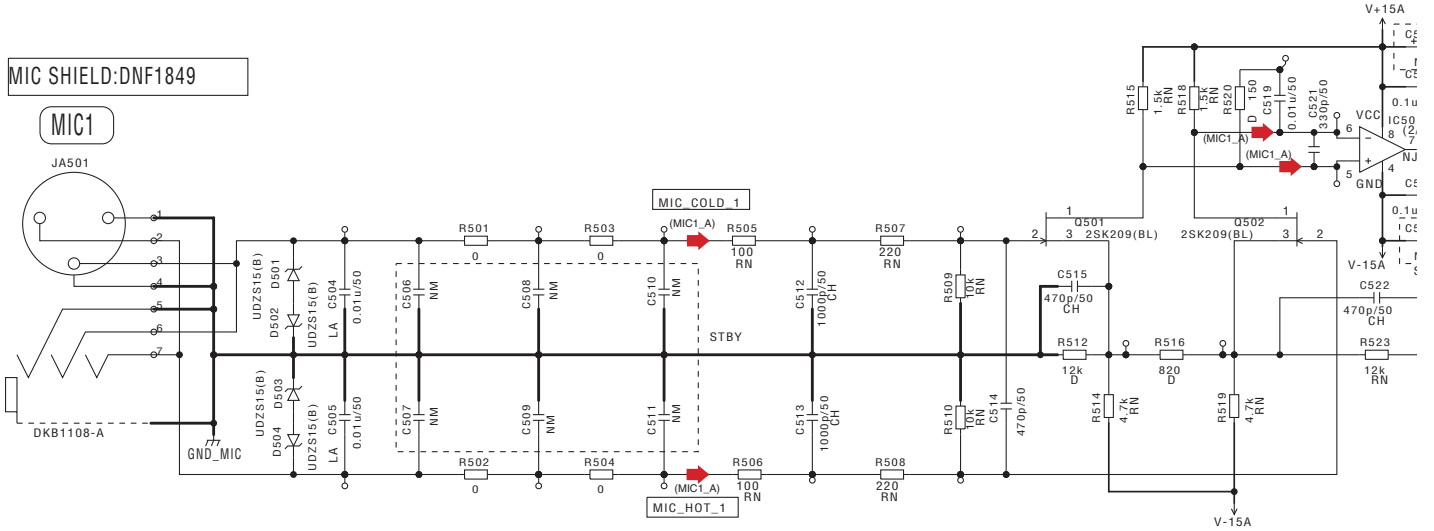 MIC SHIELD:DNF1849
MIC1
JA501
1
2
3
4
5
6
7
DKB1108-A
GND_MIC
UDZS15(B)
D501
D502
UDZS15(B)
UDZS15(B)
D503
D504
UDZS15(B)
LA
C504
0.01u/50
LA
C505
0.01u/50
C506
NM
C507
NM
R501
0
R502
0
C508
NM
C509
NM
R503
0
R504
0
C510
NM
C511
NM
STBY
MIC_COLD_1
(MIC1_A)
R505
100
RN
(MIC1_A)
MIC_HOT_1
R506
100
RN
C512
1000p/50
CH
C513
1000p/50
CH
R507
220
RN
R508
220
RN
R509
10k
RN
R510
10k
RN
C514
470p/50
2
1
3
Q501
2SK209(BL)
C515
470p/50
CH
R512
12k
D
R514
4.7k
RN
R516
820
D
R519
4.7k
RN
V-15A
1
Q502
2SK209(BL)
3
2
C522
470p/50
CH
R523
12k
RN
R515
1.5k
RN
R518
1.5k
RN
R520
150
D
C519
0.01u/50
C521
330p/50
(MIC1_A)
(MIC1_A)
V+15A
VCC
6
5
8
7
4
GND
0.1u
0.1u
V-15A